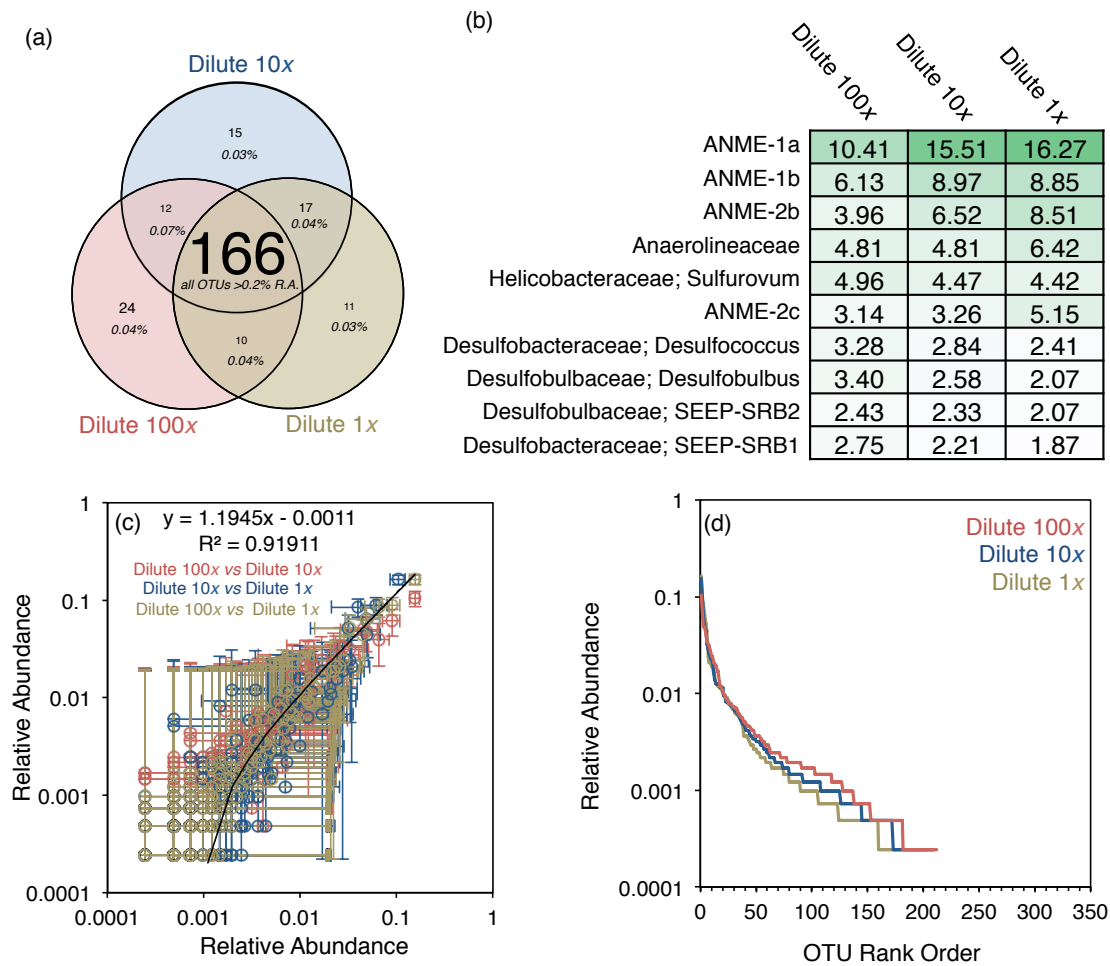 (a)
Dilute 10x
15
0.03%
12
0.07%
17
0.04%
166
all OTUs >0.2% R.A.
24
0.04%
11
0.03%
10
0.04%
Dilute 100x
Dilute 1x
(b)
Dilute 100x
Dilute 10x
Dilute 1x
ANME-1a 10.41 15.51 16.27
ANME-1b 6.13 8.97 8.85
ANME-2b 3.96 6.52 8.51
Anaerolineaceae 4.81 4.81 6.42
Helicobacteraceae; Sulfurovum 4.96 4.47 4.42
ANME-2c 3.14 3.26 5.15
Desulfobacteraceae; Desulfococcus 3.28 2.84 2.41
Desulfobulbaceae; Desulfobulbus 3.40 2.58 2.07
Desulfobulbaceae; SEEP-SRB2 2.43 2.33 2.07
Desulfobacteraceae; SEEP-SRB1 2.75 2.21 1.87
(c)
y = 1.1945x - 0.0011
R² = 0.91911
Dilute 100x vs Dilute 10x
Dilute 10x vs Dilute 1x
Dilute 100x vs Dilute 1x
1
0.1
0.01
0.001
0.0001
Relative Abundance
0.0001 0.001 0.01 0.1 1
Relative Abundance
(d)
Dilute 100x
Dilute 10x
Dilute 1x
1
0.1
0.01
0.001
0.0001
Relative Abundance
0 50 100 150 200 250 300 350
OTU Rank Order